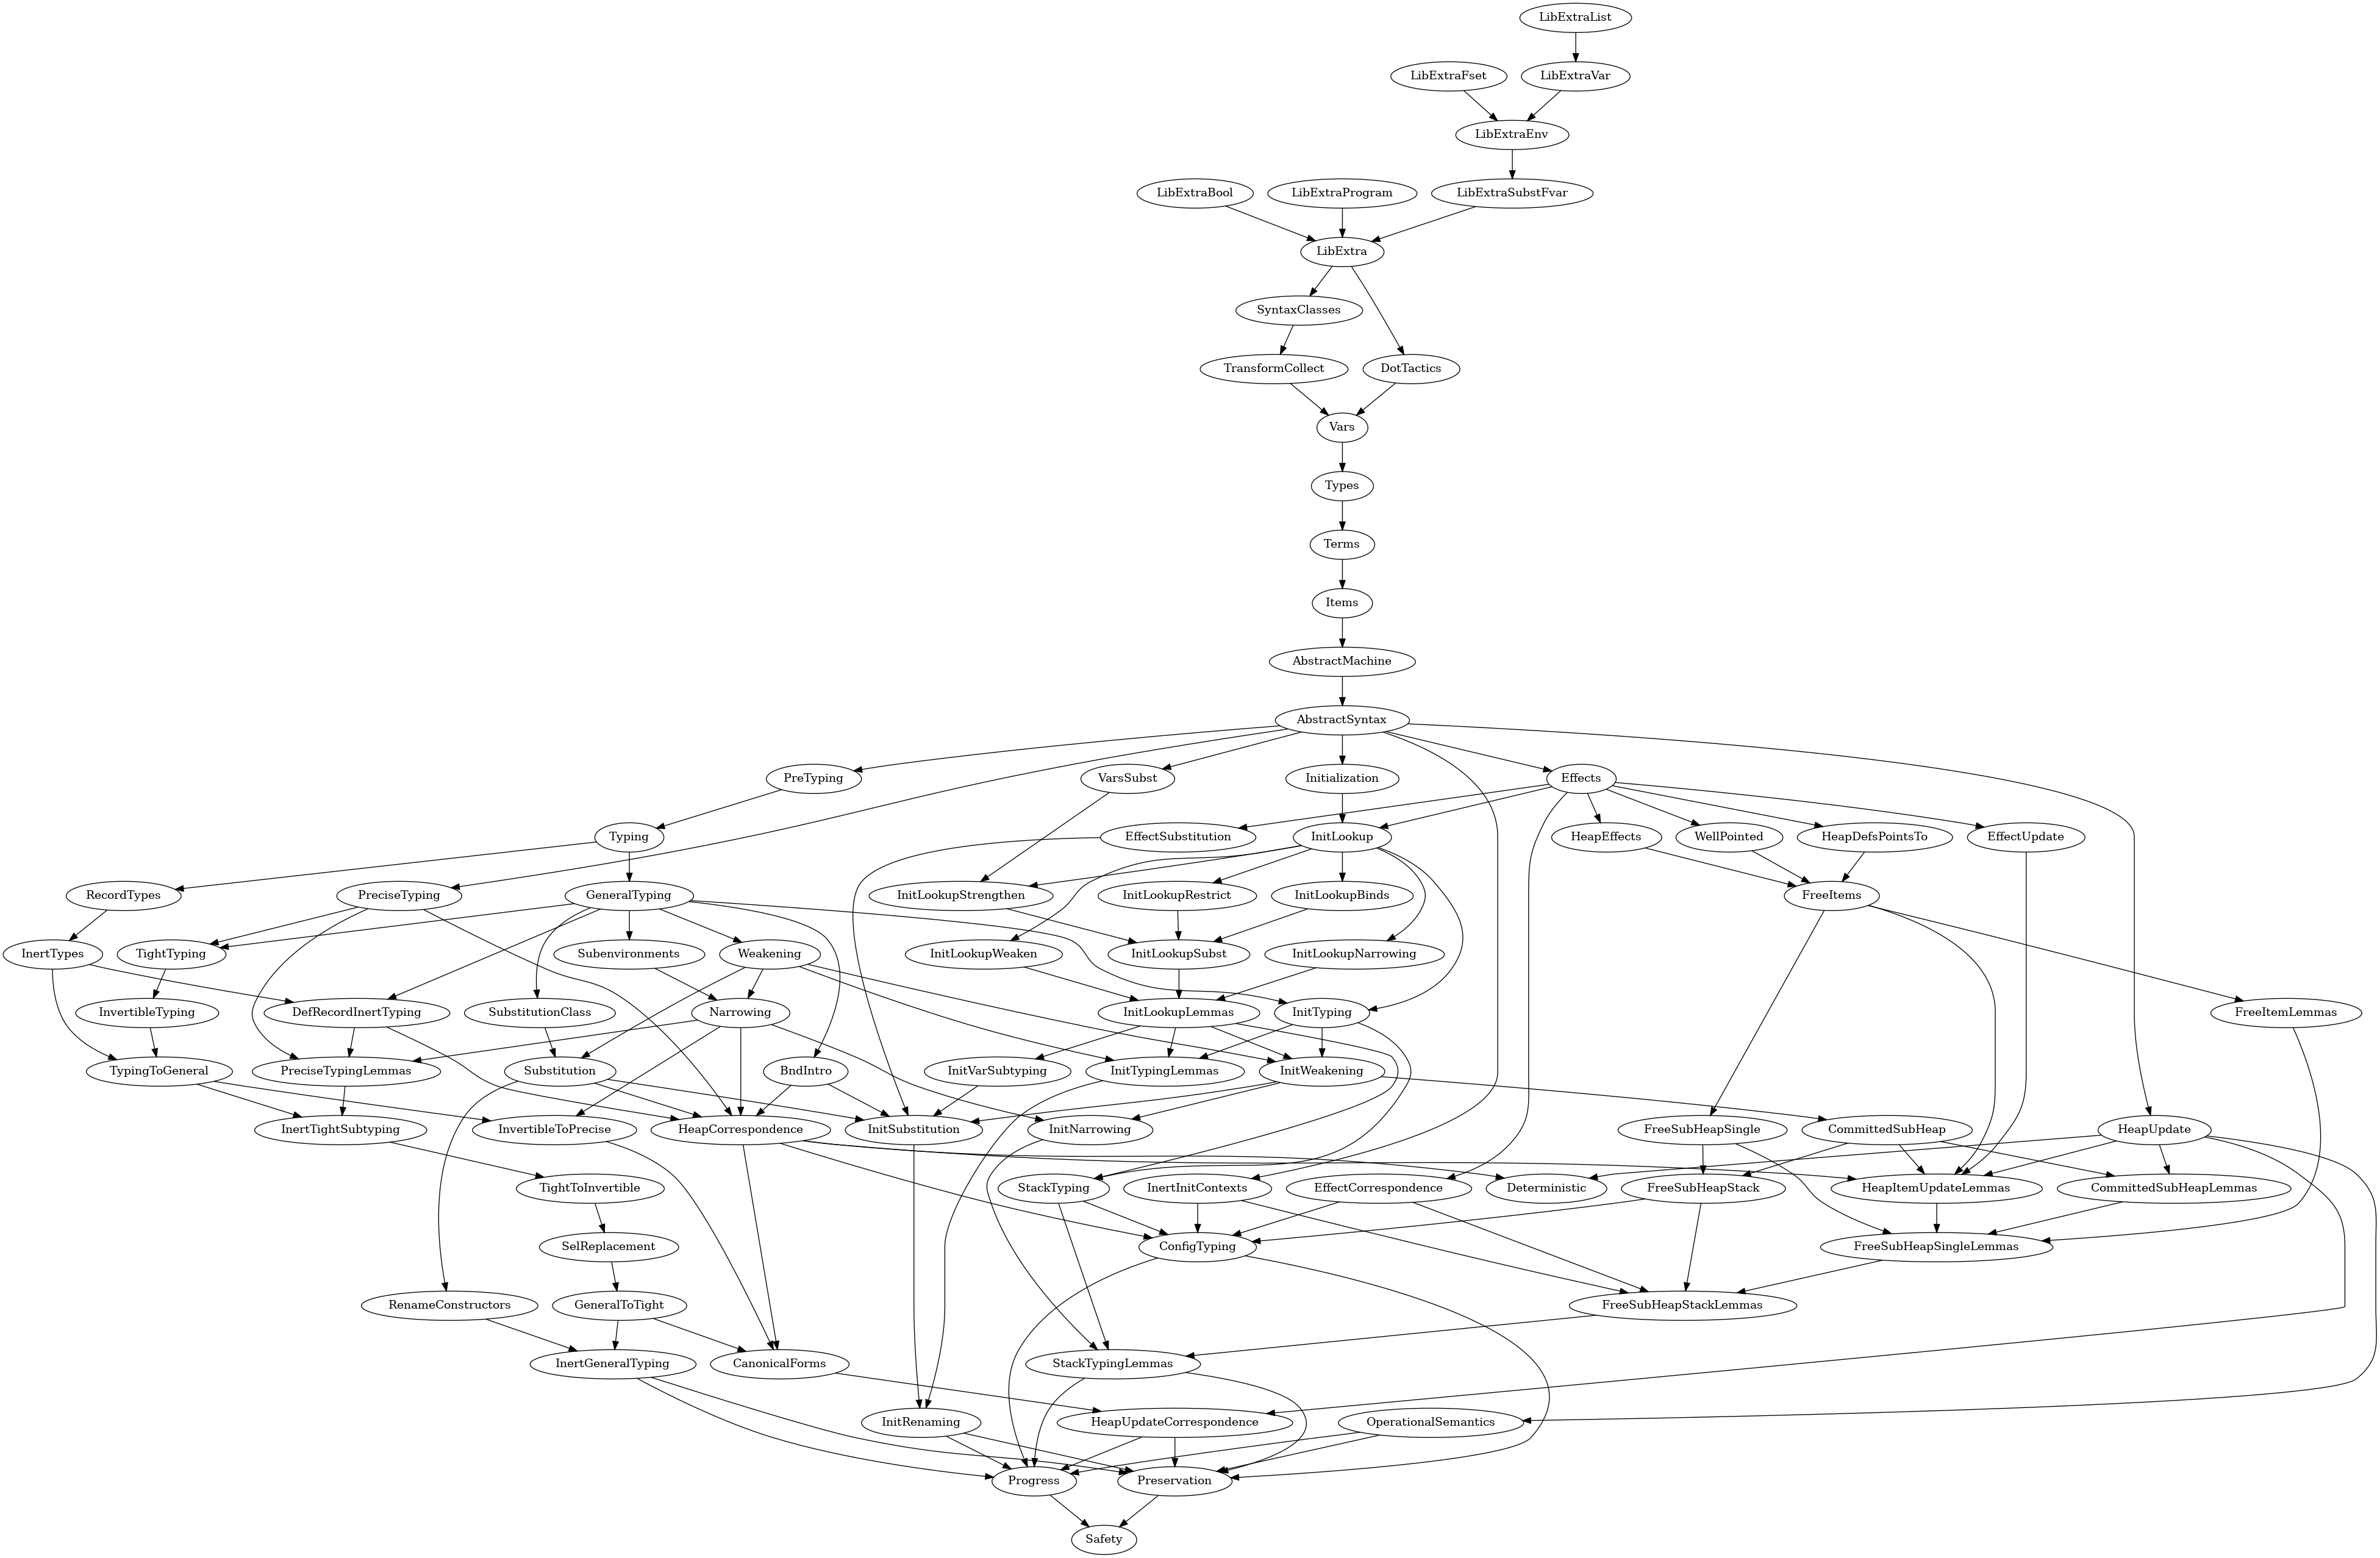 LibExtraList
LibExtraFset
LibExtraVar
LibExtraEnv
LibExtraBool
LibExtraProgram
LibExtraSubstFvar
LibExtra
SyntaxClasses
TransformCollect
DotTactics
Vars
Types
Terms
Items
AbstractMachine
AbstractSyntax
PreTyping
VarsSubst
Initialization
Effects
Typing
EffectSubstitution
InitLookup
HeapEffects
WellPointed
HeapDefsPointsTo
EffectUpdate
RecordTypes
PreciseTyping
GeneralTyping
InitLookupStrengthen
InitLookupRestrict
InitLookupBinds
FreeItems
InertTypes
TightTyping
Subenvironments
Weakening
InitLookupWeaken
InitLookupSubst
InitLookupNarrowing
InvertibleTyping
DefRecordInertTyping
SubstitutionClass
Narrowing
InitLookupLemmas
InitTyping
FreeItemLemmas
TypingToGeneral
PreciseTypingLemmas
Substitution
BndIntro
InitVarSubtyping
InitTypingLemmas
InitWeakening
InertTightSubtyping
InvertibleToPrecise
HeapCorrespondence
InitSubstitution
InitNarrowing
FreeSubHeapSingle
CommittedSubHeap
HeapUpdate
TightToInvertible
StackTyping
InertInitContexts
EffectCorrespondence
Deterministic
FreeSubHeapStack
HeapItemUpdateLemmas
CommittedSubHeapLemmas
SelReplacement
ConfigTyping
FreeSubHeapSingleLemmas
RenameConstructors
GeneralToTight
FreeSubHeapStackLemmas
InertGeneralTyping
CanonicalForms
StackTypingLemmas
InitRenaming
HeapUpdateCorrespondence
OperationalSemantics
Progress
Preservation
Safety